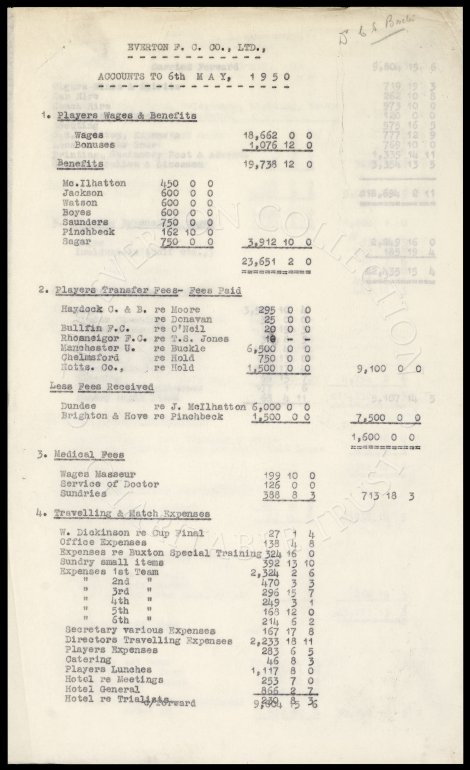 J C S Baxter
EVERTON F. C. CO., LTD.,
ACCOUNTS TO 6th MAY, 1950
1. Players Wages & Benefits
Wages 18,662 0 0
Bonuses 1,076 12 0
Benefits 19,738 12 0
Mc.Ilhatton 450 0 0
Jackson 600 0 0
Watson 600 0 0
Boyes 600 0 0
Saunders 750 0 0
Pinchbeck 162 10 0
Sagar 750 0 0 3,912 10 0
23,651 2 0
2. Players Transfer Fees- Fees Paid
Haydock C. & B. re Moore 295 0 0
re Donavan 25 0 0
Bullfin F.C. re O'Neil 20 0 0
Rhosneigor F.C. re T.S. Jones 10 - -
Manchester U. re Buckle 6,500 0 0
Chelmsford re Hold 750 0 0
Notts. Co., re Hold 1,500 0 0 9,100 0 0
Less Fees Received
Dundee re J. McIlhatton 6,000 0 0
Brighton & Hove re Pinchbeck 1,500 0 0 7,500 0 0
1,600 0 0
3. Medical Fees
Wages Masseur 199 10 0
Service of Doctor 126 0 0
Sundries 388 8 3 713 18 3
4. Travelling & Match Expenses
W. Dickinson re Cup Final 27 1 4
Office Expenses 138 4 8
Expenses re Buxton Special Training 324 16 0
Sundry small items 392 13 10
Expenses 1st Team 2,324 2 6
" 2nd " 470 3 3
" 3rd " 296 15 7
" 4th " 249 3 1
" 5th " 168 12 0
" 6th " 214 6 2
Secretary various Expenses 167 17 8
Directors Travelling Expenses 2,233 18 11
Players Expenses 283 6 5
Catering 46 8 3
Players Lunches 1,117 8 0
Hotel re Meetings 253 7 0
Hotel General 866 2 7
Hotel re Trialists 230 8 3
C/forward 9,804 15 6